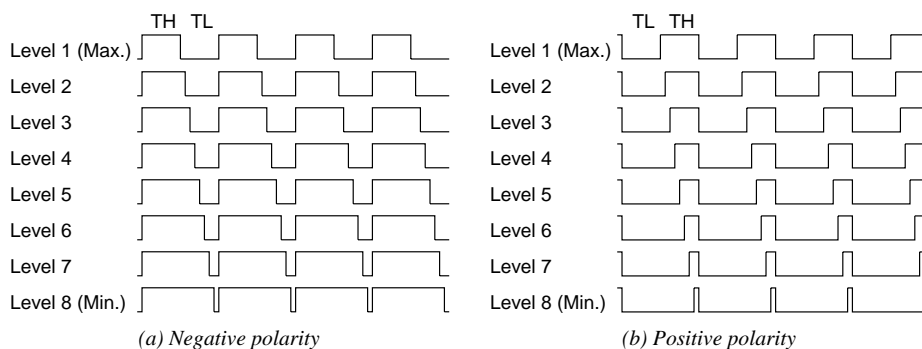 TH TL
Level 1 (Max.)
Level 2
Level 3
Level 4
Level 5
Level 6
Level 7
Level 8 (Min.)
(a) Negative polarity
TL TH
Level 1 (Max.)
Level 2
Level 3
Level 4
Level 5
Level 6
Level 7
Level 8 (Min.)
(b) Positive polarity